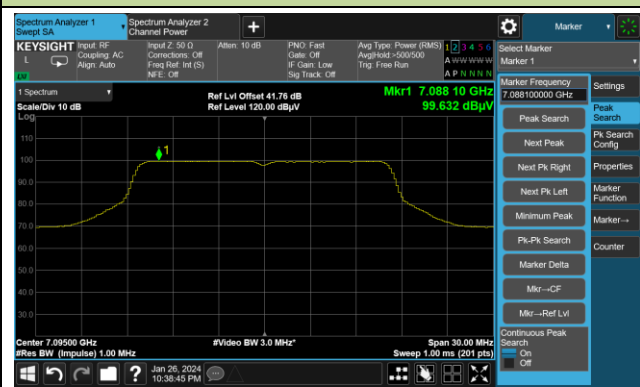 Spectrum Analyzer 1
Swept SA
Spectrum Analyzer 2
Channel Power
Marker
KEYSIGHT
L
LXI
Input: RF
Coupling: AC
Align: Auto
Input Z: 50 Ω
Corrections: Off
Freq Ref: Int (S)
NFE: Off
Atten: 10 dB
PNO: Fast
Gate: Off
IF Gain: Low
Sig Track: Off
Avg Type: Power (RMS)
Avg|Hold:>500/500
Trig: Free Run
1 2 3 4 5 6
A W W W W W
A P N N N N
Select Marker
Marker 1
1 Spectrum
Scale/Div 10 dB
Log
Ref Lvl Offset 41.76 dB
Ref Level 120.00 dBµV
Mkr1 7.088 10 GHz
99.632 dBµV
1
110
100
90.0
80.0
70.0
60.0
50.0
40.0
30.0
Center 7.09500 GHz
#Res BW (Impulse) 1.00 MHz
#Video BW 3.0 MHz*
Span 30.00 MHz
Sweep 1.00 ms (201 pts)
Marker Frequency
7.088100000 GHz
Peak Search
Next Peak
Next Pk Right
Next Pk Left
Minimum Peak
Pk-Pk Search
Marker Delta
Mkr→CF
Mkr→Ref Lvl
Continuous Peak
Search
On
Off
Settings
Peak
Search
Pk Search
Config
Properties
Marker
Function
Marker→
Counter
Jan 26, 2024
10:38:45 PM